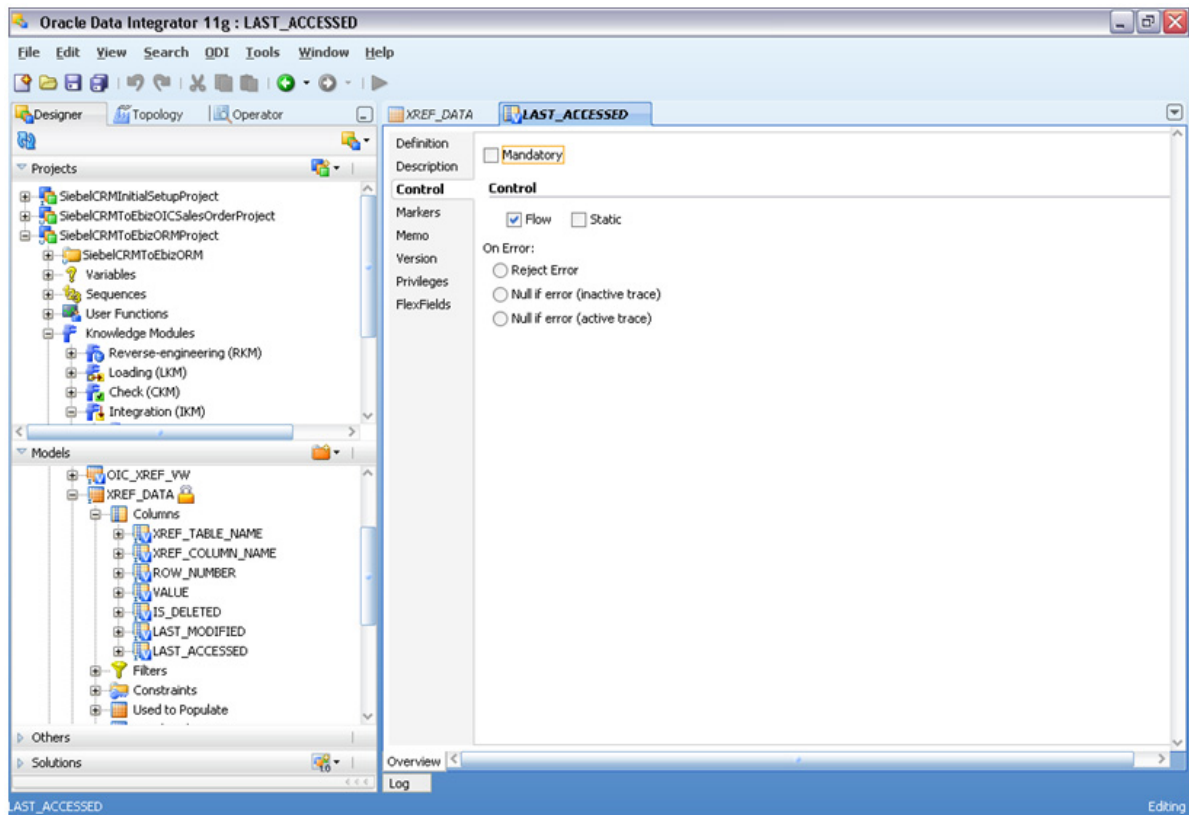 Oracle Data Integrator 11g : LAST_ACCESSED
File Edit View Search ODI Tools Window Help
Designer Topology Operator
Projects
SiebelCRMInitialSetupProject
SiebelCRMToEbizOICSalesOrderProject
SiebelCRMToEbizORMProject
SiebelCRMToEbizORM
Variables
Sequences
User Functions
Knowledge Modules
Reverse-engineering (RKM)
Loading (LKM)
Check (CKM)
Integration (IKM)
Models
OIC_XREF_VW
XREF_DATA
Columns
XREF_TABLE_NAME
XREF_COLUMN_NAME
ROW_NUMBER
VALUE
IS_DELETED
LAST_MODIFIED
LAST_ACCESSED
Filters
Constraints
Used to Populate
Others
Solutions
XREF_DATA LAST_ACCESSED
Definition
Description
Control
Markers
Memo
Version
Privileges
FlexFields
Mandatory
Control
Flow Static
On Error:
Reject Error
Null if error (inactive trace)
Null if error (active trace)
Overview
Log
LAST_ACCESSED Editing